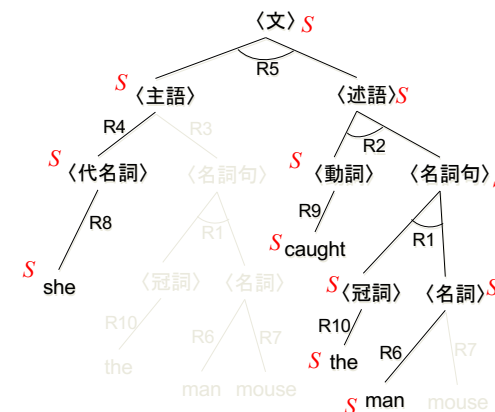 〈文〉 S
R5
S 〈主語〉 〈述語〉 S
R4 R3 R2
S 〈代名詞〉 〈名詞句〉 S 〈動詞〉 〈名詞句〉
R8 R1 R9 R1
S she S caught
〈冠詞〉 〈名詞〉 S 〈冠詞〉 〈名詞〉 S
R10 R6 R7 R10 R6 R7
the S the
man mouse S man mouse